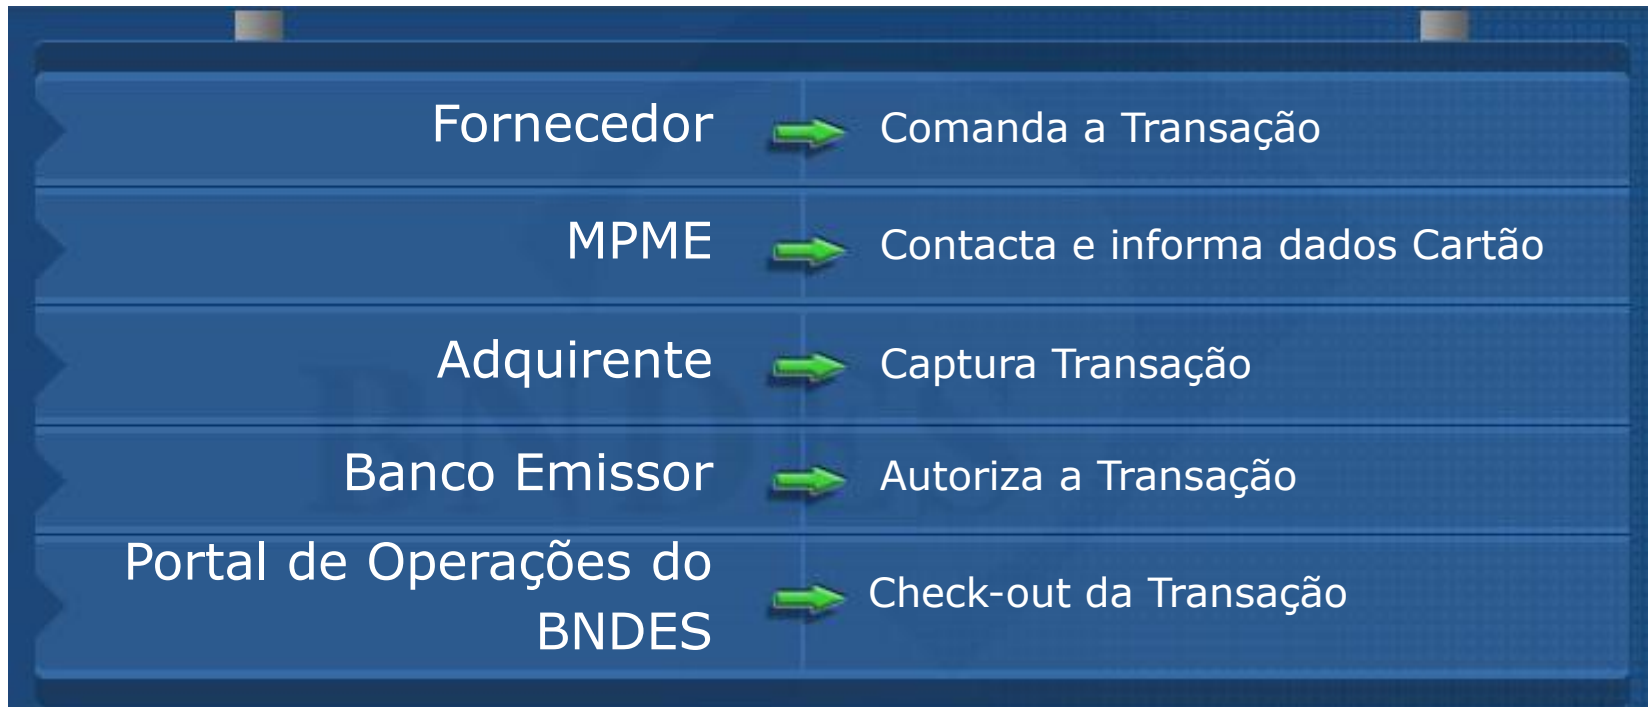 Fornecedor Comanda a Transação
MPME Contacta e informa dados Cartão
Adquirente Captura Transação
Banco Emissor Autoriza a Transação
Portal de Operações do
BNDES Check-out da Transação
BNDES